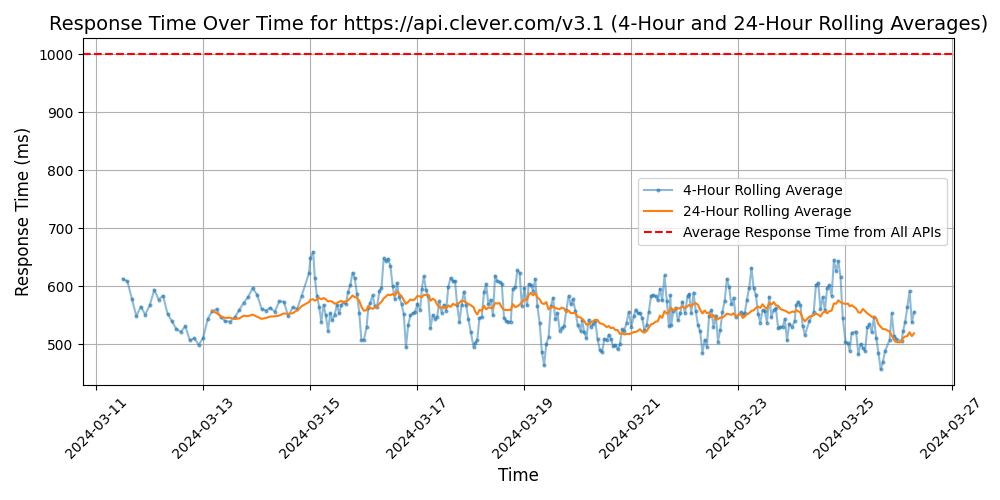 Response Time Over Time for https://api.clever.com/v3.1 (4-Hour and 24-Hour Rolling Averages)
Response Time (ms)
1000
900
800
700
600
500
4-Hour Rolling Average
24-Hour Rolling Average
Average Response Time from All APIs
2024-03-11
2024-03-13
2024-03-15
2024-03-17
2024-03-19
2024-03-21
2024-03-23
2024-03-25
2024-03-27
Time